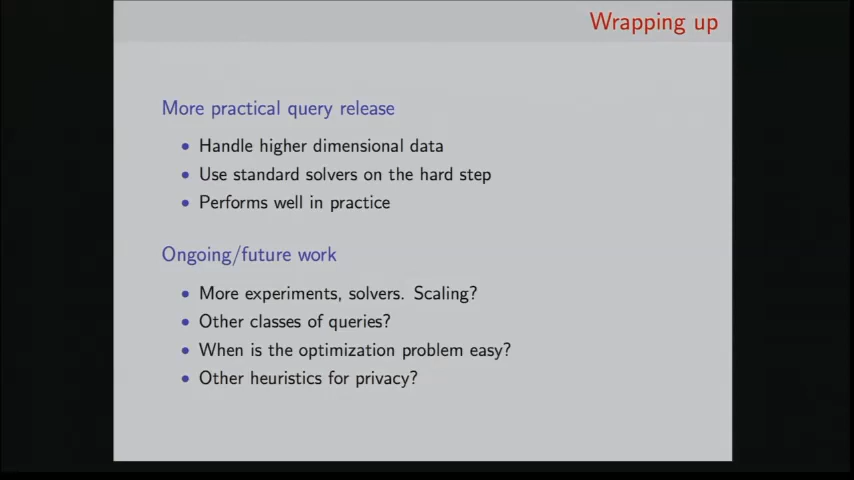 Wrapping up
More practical query release
• Handle higher dimensional data
• Use standard solvers on the hard step
• Performs well in practice
Ongoing/future work
• More experiments, solvers. Scaling?
• Other classes of queries?
• When is the optimization problem easy?
• Other heuristics for privacy?